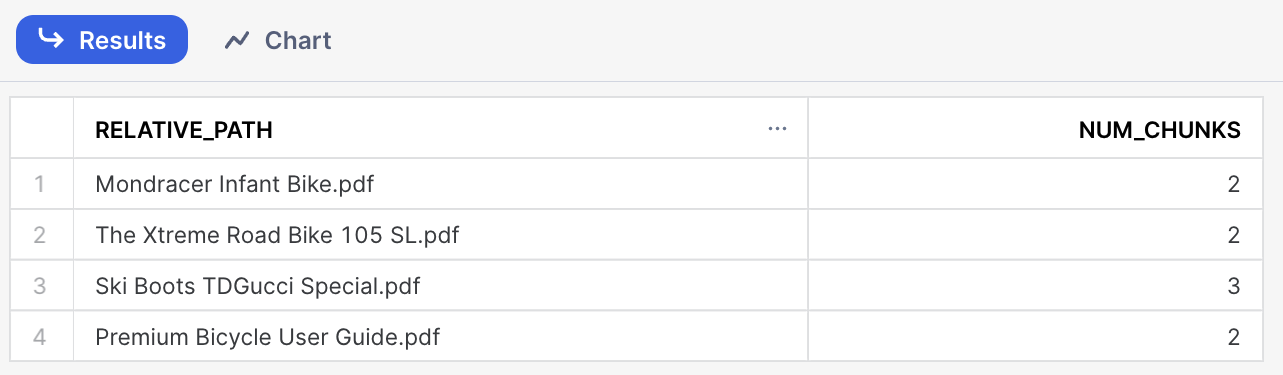 Results Chart
RELATIVE_PATH ... NUM_CHUNKS
1 Mondracer Infant Bike.pdf 2
2 The Xtreme Road Bike 105 SL.pdf 2
3 Ski Boots TDGucci Special.pdf 3
4 Premium Bicycle User Guide.pdf 2